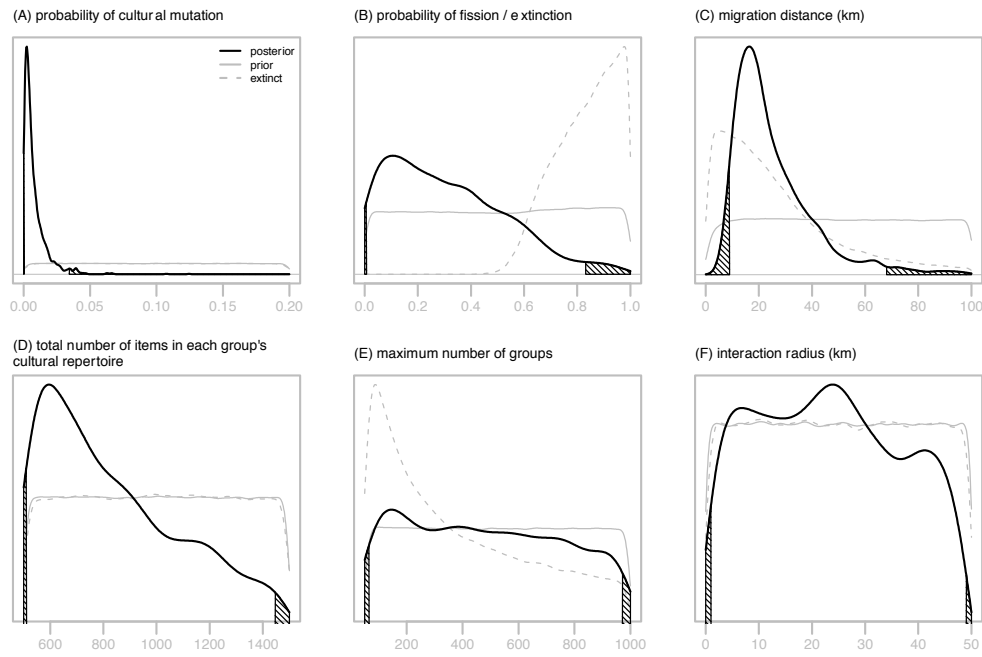 (A) probability of cultural mutation
posterior
prior
extinct
0.00 0.05 0.10 0.15 0.20
(B) probability of fission / extinction
0.0 0.2 0.4 0.6 0.8 1.0
(C) migration distance (km)
0 20 40 60 80 100
(D) total number of items in each group's
cultural repertoire
600 800 1000 1200 1400
(E) maximum number of groups
200 400 600 800 1000
(F) interaction radius (km)
0 10 20 30 40 50